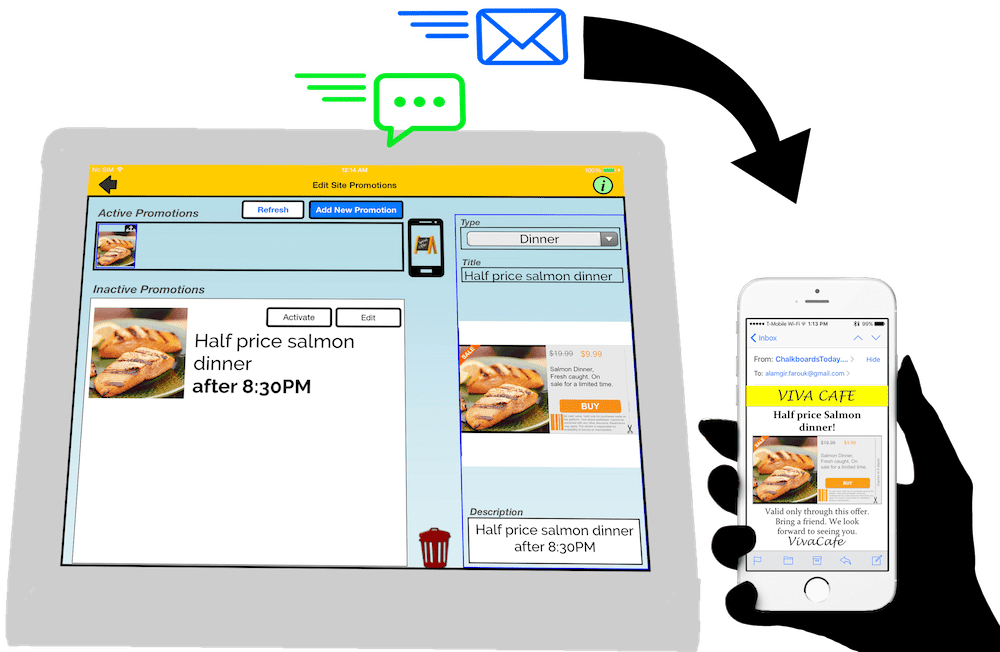 No SIM
12:14 AM
100%
Edit Site Promotions
i
Active Promotions
Refresh
Add New Promotion
Inactive Promotions
Activate
Edit
Half price salmon
dinner
after 8:30PM
Type
Dinner
Title
Half price salmon dinner
SALE
$19.99 $9.99
Salmon Dinner,
Fresh caught. On
sale for a limited time.
BUY
Description
Half price salmon dinner
after 8:30PM
T-Mobile Wi-Fi 1:13 PM 99%
Inbox
From: ChalkboardsToday.... Hide
To: alamgir.farouk@gmail.com
VIVA CAFE
Half price Salmon
dinner!
SALE
$19.99 $9.99
Salmon Dinner,
Fresh caught. On
sale for a limited time.
BUY
Valid only through this offer.
Bring a friend. We look
forward to seeing you.
VivaCafe